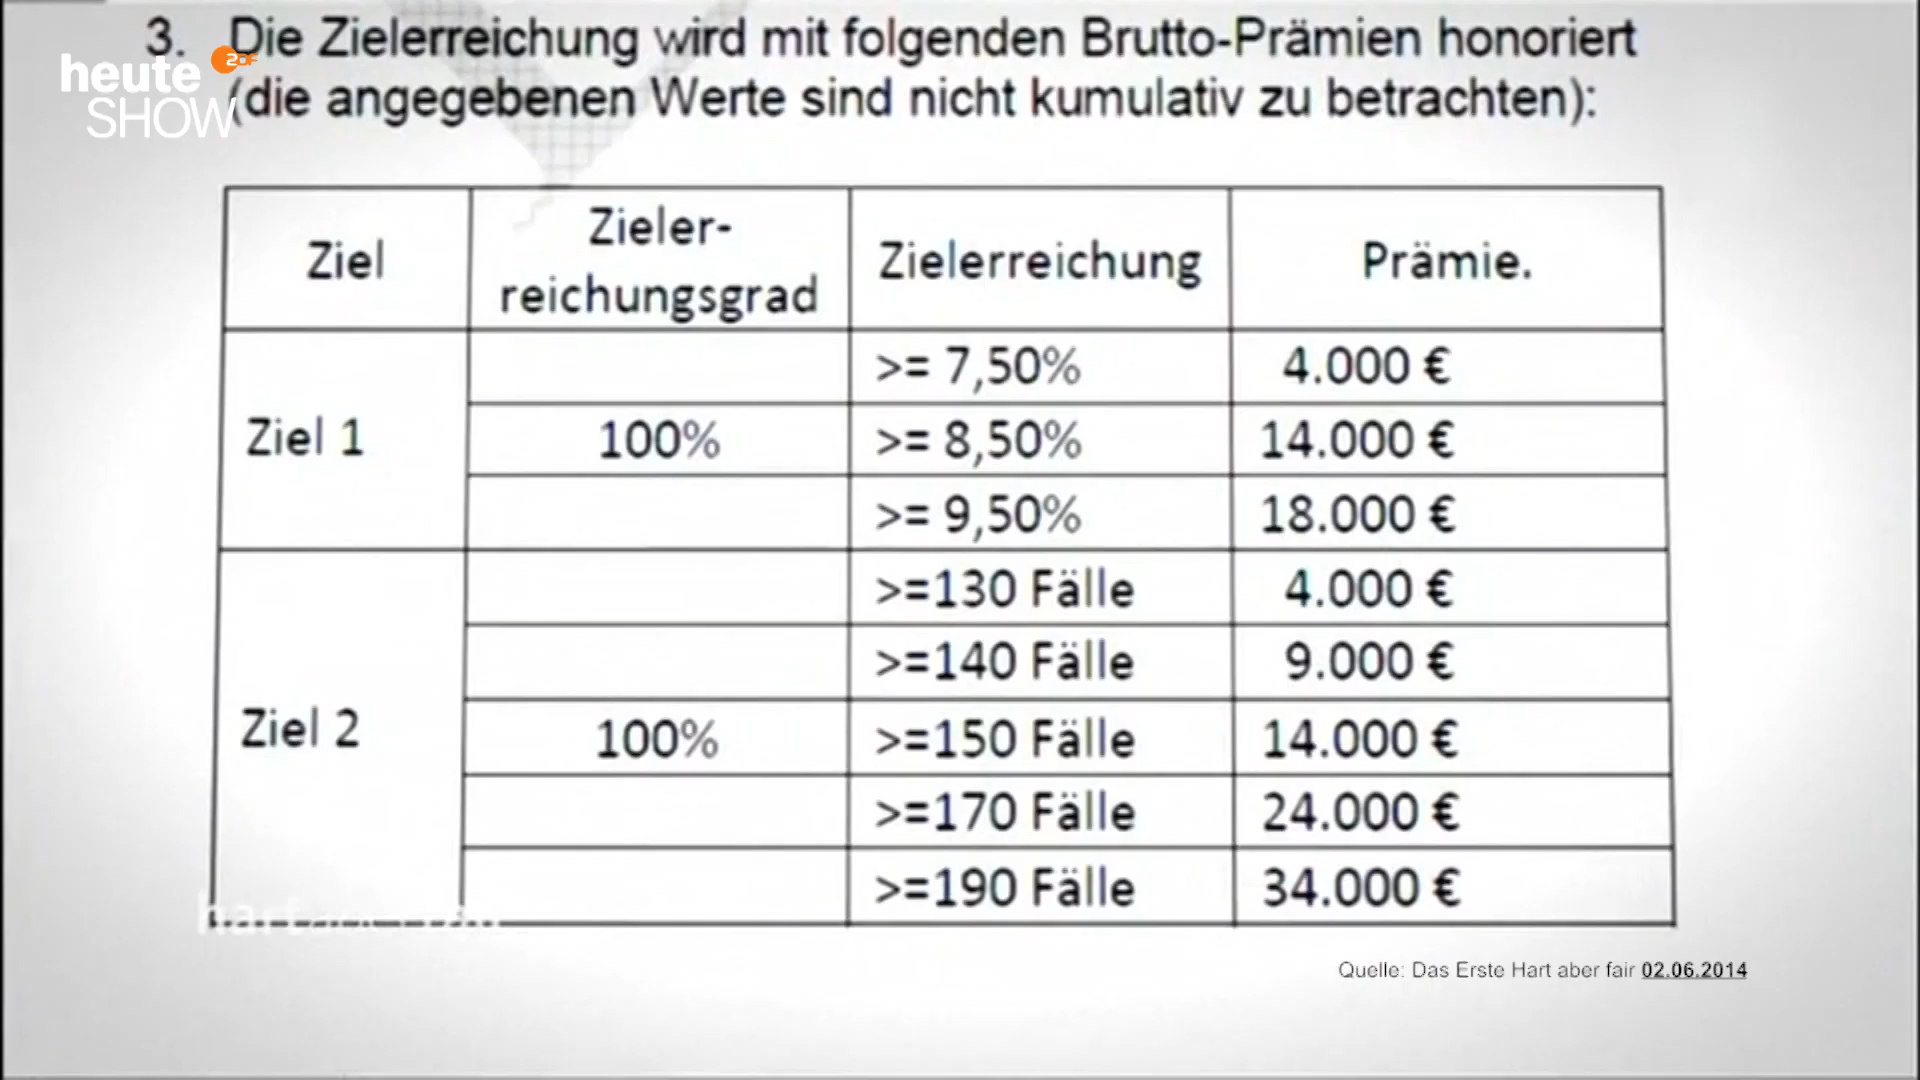 3. Die Zielerreichung wird mit folgenden Brutto-Prämien honoriert
(die angegebenen Werte sind nicht kumulativ zu betrachten):
heute ZDF
SHOW
Ziel Zieler-reichungsgrad Zielerreichung Prämie.
Ziel 1
>= 7,50% 4.000 €
100% >= 8,50% 14.000 €
>= 9,50% 18.000 €
Ziel 2
>=130 Fälle 4.000 €
>=140 Fälle 9.000 €
100% >=150 Fälle 14.000 €
>=170 Fälle 24.000 €
>=190 Fälle 34.000 €
hart
Quelle: Das Erste Hart aber fair 02.06.2014